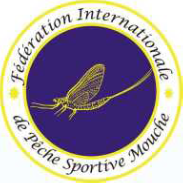 Fédération Internationale
de Pêche Sportive Mouche